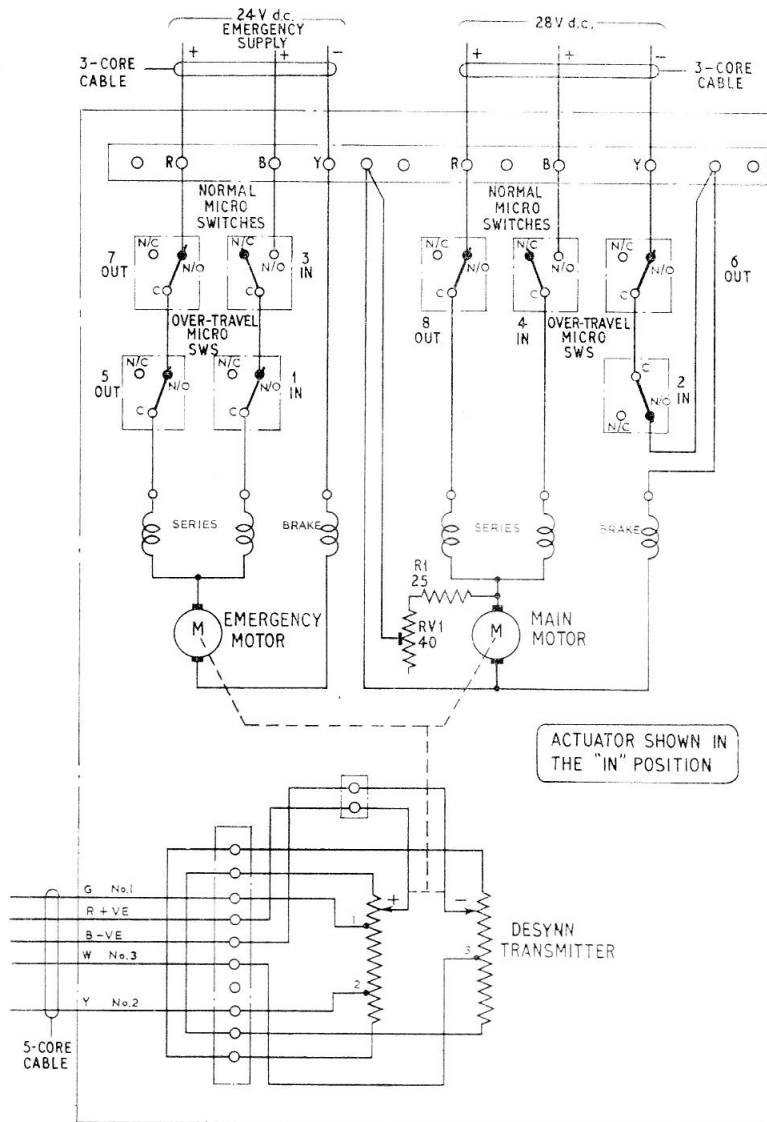 24V d.c.
EMERGENCY
SUPPLY
28V d.c.
+ + -
+ + -
3-CORE
CABLE
3-CORE
CABLE
R B Y
R B Y
NORMAL
MICRO
SWITCHES
NORMAL
MICRO
SWITCHES
7
OUT
N/C
N/O
C
N/C
N/O
C
3
IN
N/C
N/O
C
8
OUT
N/C
N/O
C
4
IN
N/C
N/O
C
6
OUT
OVER-TRAVEL
MICRO
SWS
OVER-TRAVEL
MICRO
SWS
5
OUT
N/C
N/O
C
N/C
N/O
C
1
IN
C
N/O
N/C
2
IN
SERIES
BRAKE
SERIES
BRAKE
R1
25
RV1
40
M
EMERGENCY
MOTOR
M
MAIN
MOTOR
ACTUATOR SHOWN IN
THE "IN" POSITION
G No.1
R +VE
B -VE
W No.3
Y No.2
5-CORE
CABLE
+
-
1
2
3
DESYNN
TRANSMITTER